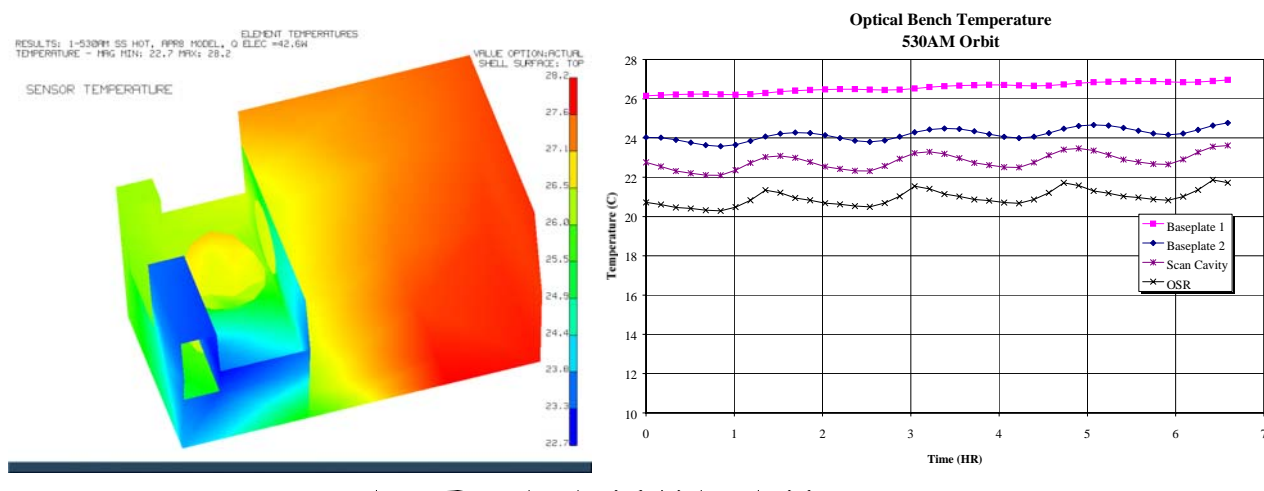 ELEMENT TEMPERATURES
RESULTS: 1-530AM SS HOT, APR8 MODEL, Q ELEC =42.6W
TEMPERATURE - MAG MIN: 22.7 MAX: 28.2
VALUE OPTION:ACTUAL
SHELL SURFACE: TOP
SENSOR TEMPERATURE
28.2
27.6
27.1
26.5
26.0
25.5
24.9
24.4
23.8
23.3
22.7
Optical Bench Temperature
530AM Orbit
Temperature (C)
28
26
24
22
20
18
16
14
12
10
0 1 2 3 4 5 6 7
Time (HR)
Baseplate 1
Baseplate 2
Scan Cavity
OSR